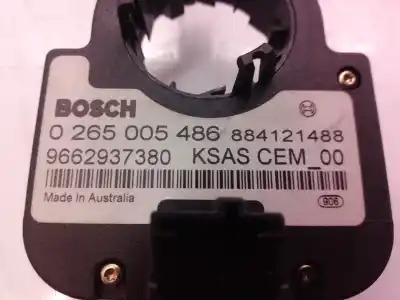 BOSCH
0 265 005 486 884121488
9662937380 KSAS CEM_00
Made in Australia
906